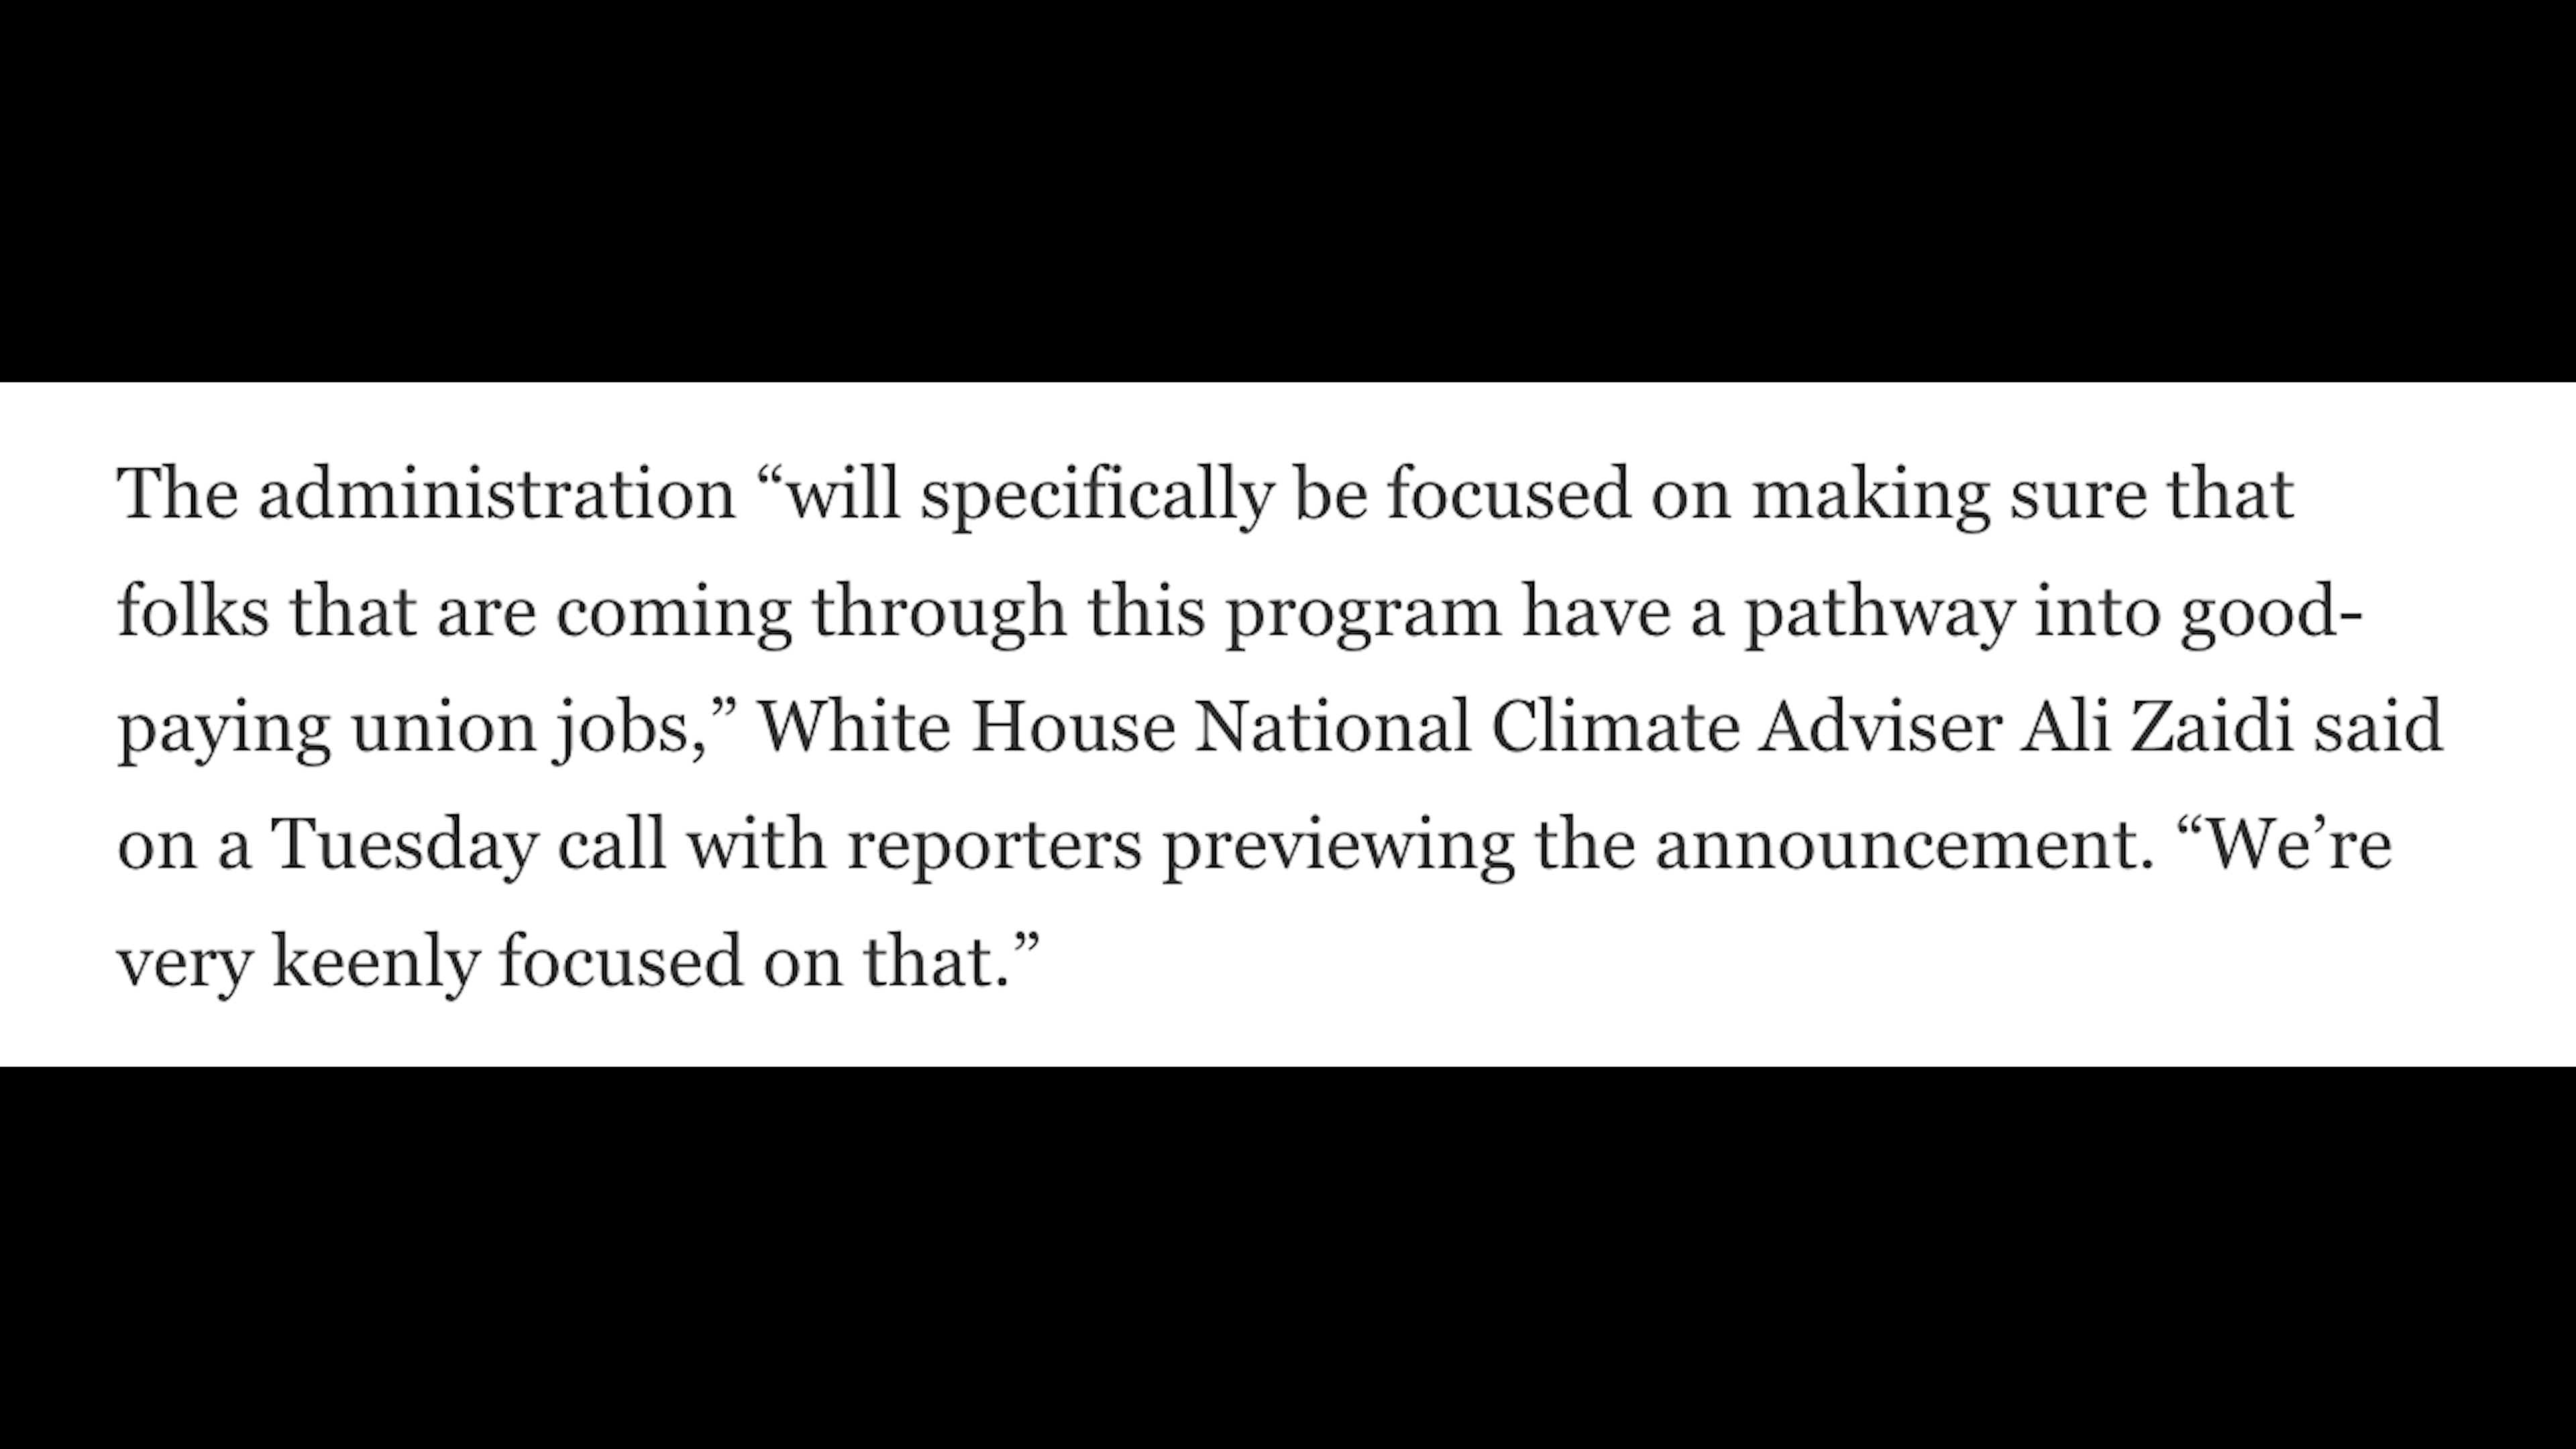 The administration “will specifically be focused on making sure that
folks that are coming through this program have a pathway into good-
paying union jobs,” White House National Climate Adviser Ali Zaidi said
on a Tuesday call with reporters previewing the announcement. “We’re
very keenly focused on that.”